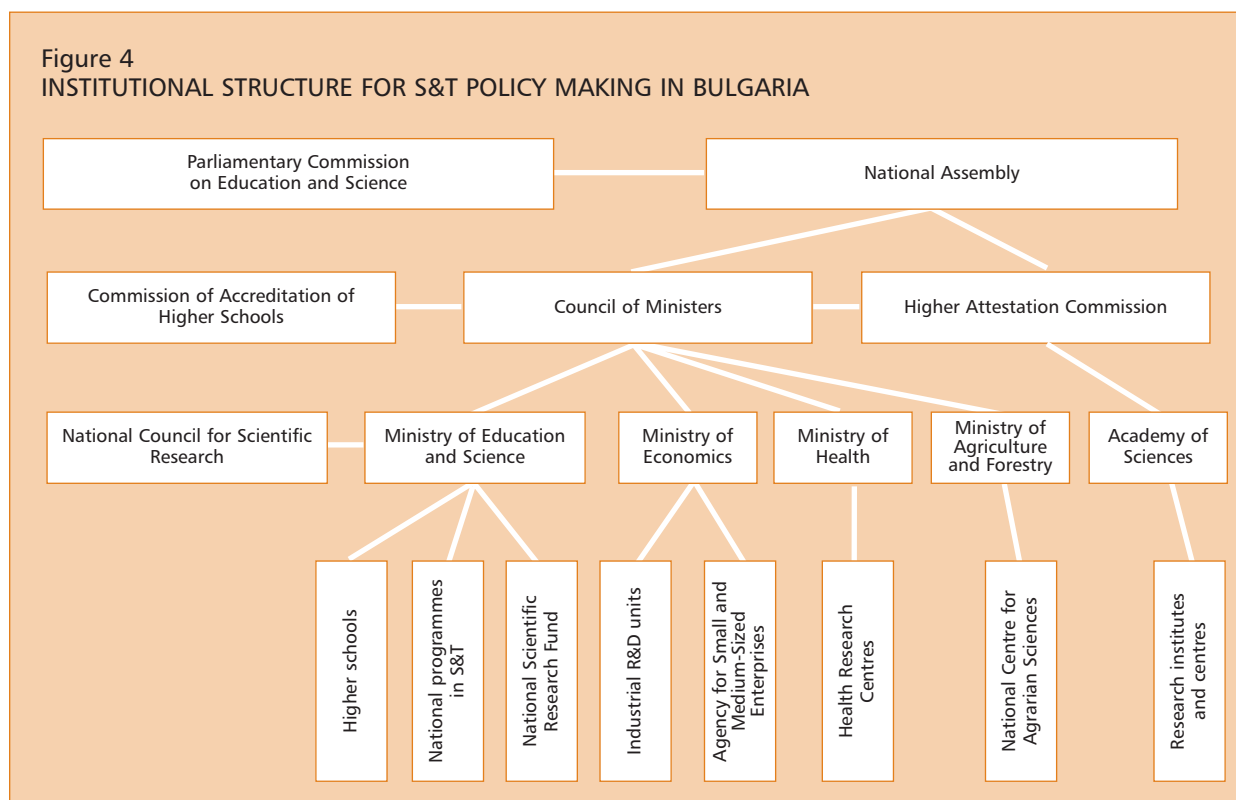 Figure 4
INSTITUTIONAL STRUCTURE FOR S&T POLICY MAKING IN BULGARIA
Parliamentary Commission
on Education and Science
National Assembly
Commission of Accreditation of
Higher Schools
Council of Ministers
Higher Attestation Commission
National Council for Scientific
Research
Ministry of Education
and Science
Ministry of
Economics
Ministry of
Health
Ministry of
Agriculture
and Forestry
Academy of
Sciences
Higher schools
National programmes
in S&T
National Scientific
Research Fund
Industrial R&D units
Agency for Small and
Medium-Sized
Enterprises
Health Research
Centres
National Centre for
Agrarian Sciences
Research institutes
and centres